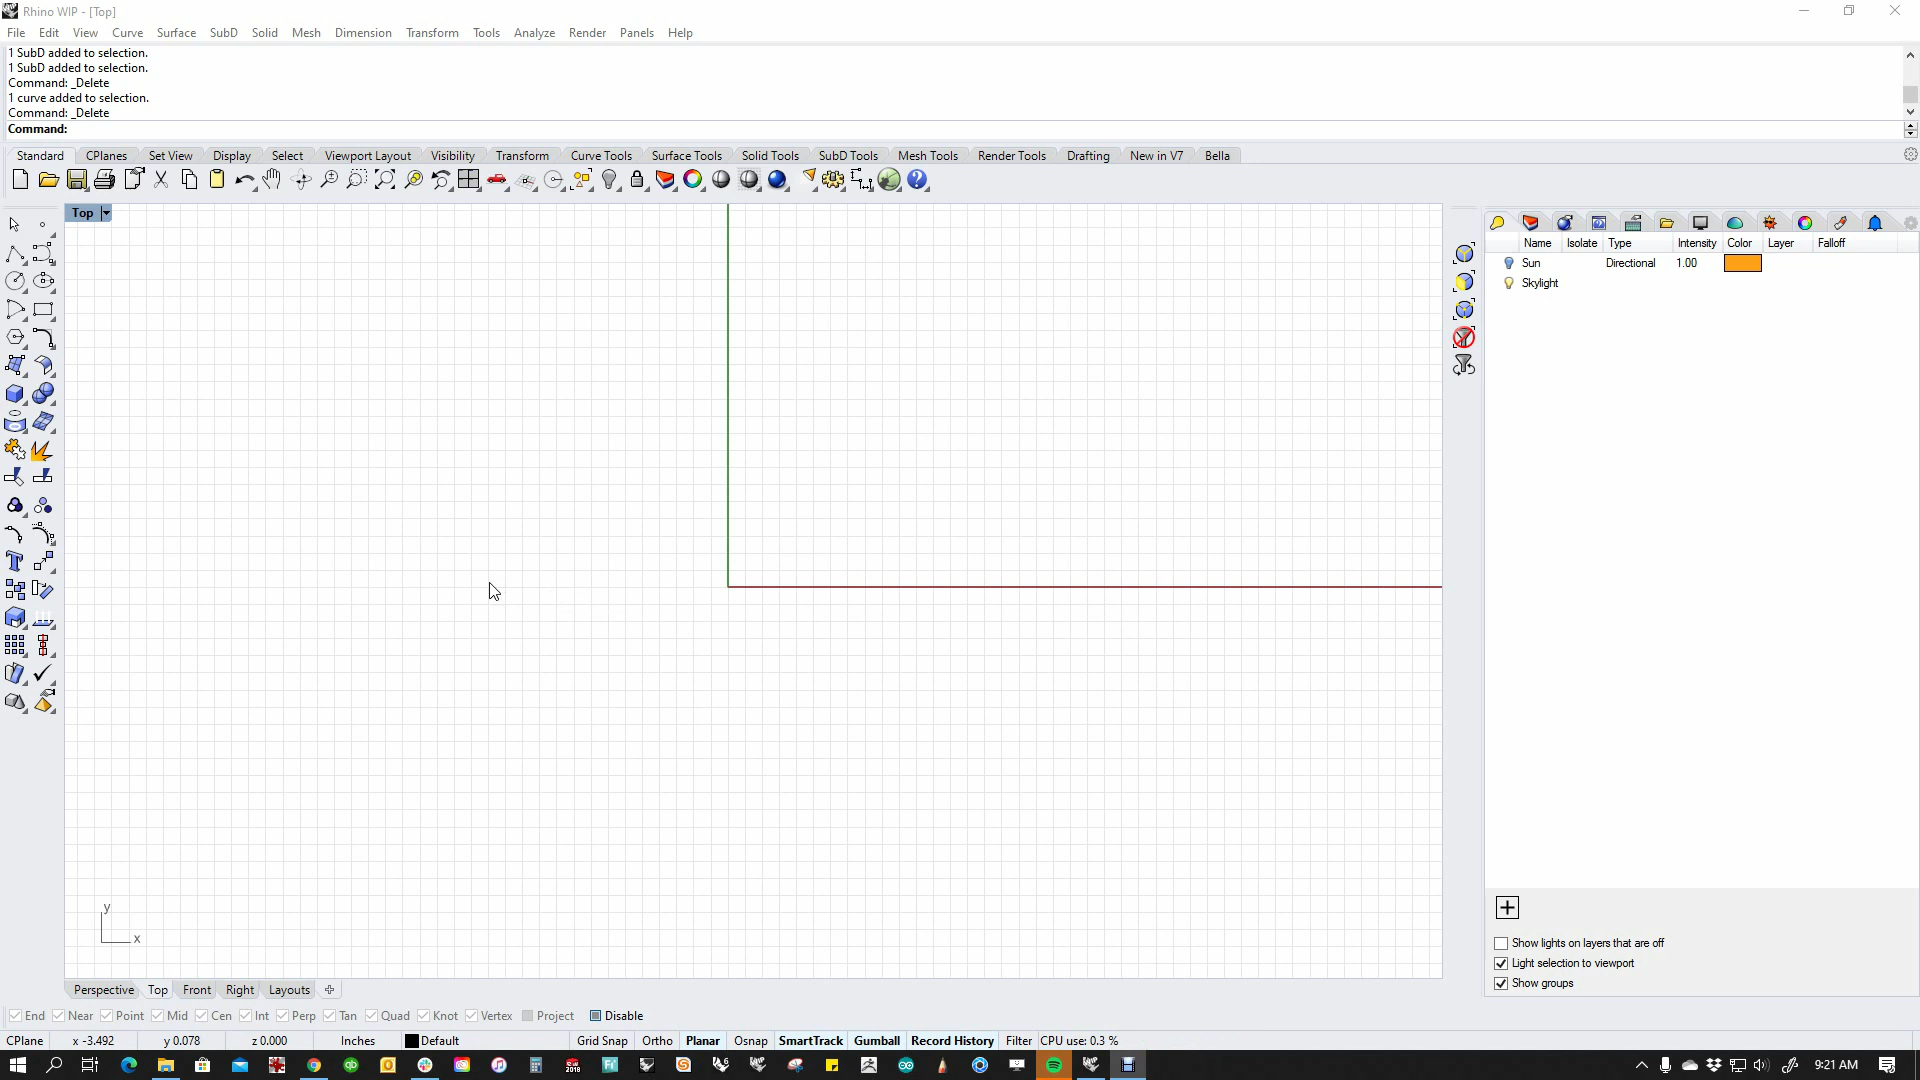 Rhino WIP - [Top]
File Edit View Curve Surface SubD Solid Mesh Dimension Transform Tools Analyze Render Panels Help
1 SubD added to selection.
1 SubD added to selection.
Command: _Delete
1 curve added to selection.
Command: _Delete
Command:
Standard CPlanes Set View Display Select Viewport Layout Visibility Transform Curve Tools Surface Tools Solid Tools SubD Tools Mesh Tools Render Tools Drafting New in V7 Bella
Top
Name Isolate Type Intensity Color Layer Falloff
Sun Directional 1.00
Skylight
y
x
Show lights on layers that are off
Light selection to viewport
Show groups
Perspective Top Front Right Layouts
End Near Point Mid Cen Int Perp Tan Quad Knot Vertex Project Disable
CPlane x -3.492 y 0.078 z 0.000 Inches Default Grid Snap Ortho Planar Osnap SmartTrack Gumball Record History Filter CPU use: 0.3 %
9:21 AM